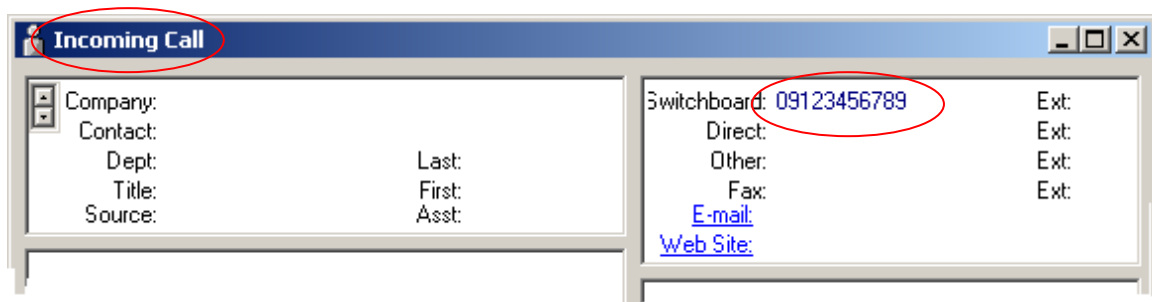 Incoming Call
Company:
Contact:
Dept: Last:
Title: First:
Source: Asst:
Switchboard: 09123456789 Ext:
Direct: Ext:
Other: Ext:
Fax: Ext:
E-mail:
Web Site: